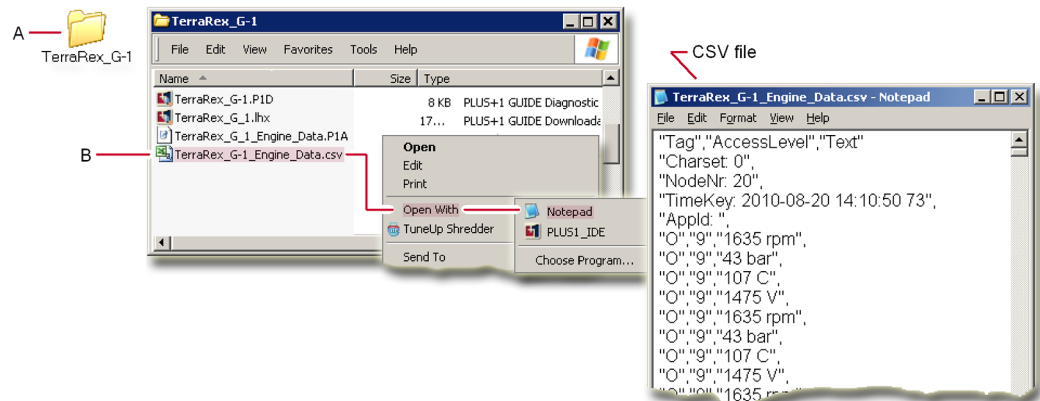 A
TerraRex_G-1
TerraRex_G-1
File Edit View Favorites Tools Help
Name Size Type
TerraRex_G-1.P1D 8 KB PLUS+1 GUIDE Diagnostic
TerraRex_G_1.lhx 17... PLUS+1 GUIDE Downloada
TerraRex_G_1_Engine_Data.P1A
B
TerraRex_G-1_Engine_Data.csv
Open
Edit
Print
Open With
TuneUp Shredder
Send To
Notepad
PLUS1_IDE
Choose Program...
CSV file
TerraRex_G-1_Engine_Data.csv - Notepad
File Edit Format View Help
"Tag","AccessLevel","Text"
"Charset: 0",
"NodeNr: 20",
"TimeKey: 2010-08-20 14:10:50 73",
"AppId: ",
"O","9","1635 rpm",
"O","9","43 bar",
"O","9","107 C",
"O","9","1475 V",
"O","9","1635 rpm",
"O","9","43 bar",
"O","9","107 C",
"O","9","1475 V",
"O","9","1635